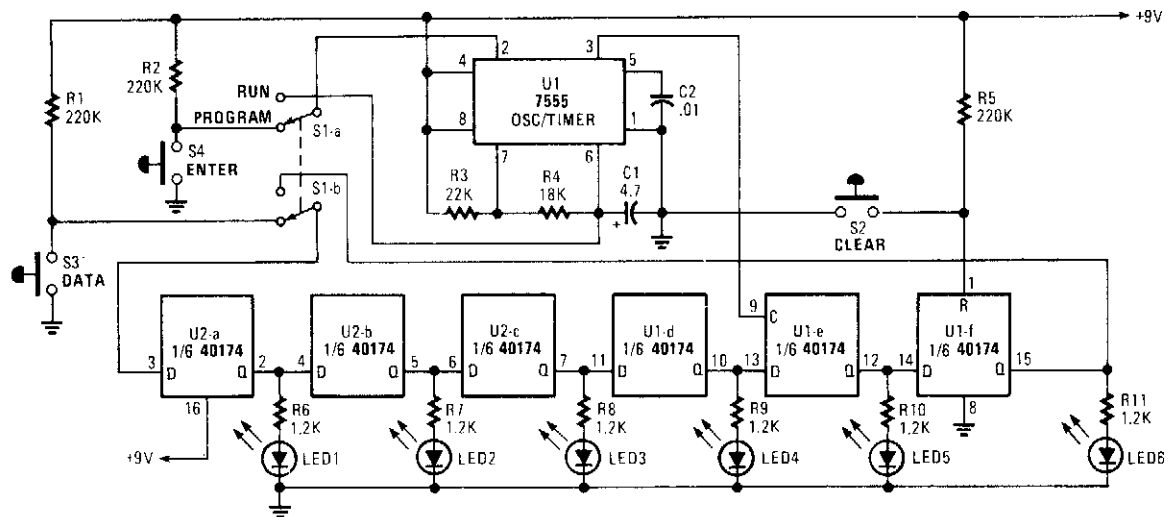 +9V
R1
220K
R2
220K
RUN
PROGRAM
S1-a
S4
ENTER
S1-b
S3
DATA
2
3
4
5
8
1
7
6
U1
7555
OSC/TIMER
C2
.01
R3
22K
R4
18K
C1
4.7
+
R5
220K
S2
CLEAR
3
U2-a
1/6 40174
D
2
16
+9V
4
U2-b
1/6 40174
D
Q
5
6
U2-c
1/6 40174
D
Q
7
11
U1-d
1/6 40174
D
Q
10
13
9
C
U1-e
1/6 40174
D
Q
12
14
1
R
U1-f
1/6 40174
D
Q
15
8
R6
1.2K
LED1
R7
1.2K
LED2
R8
1.2K
LED3
R9
1.2K
LED4
R10
1.2K
LED5
R11
1.2K
LED6